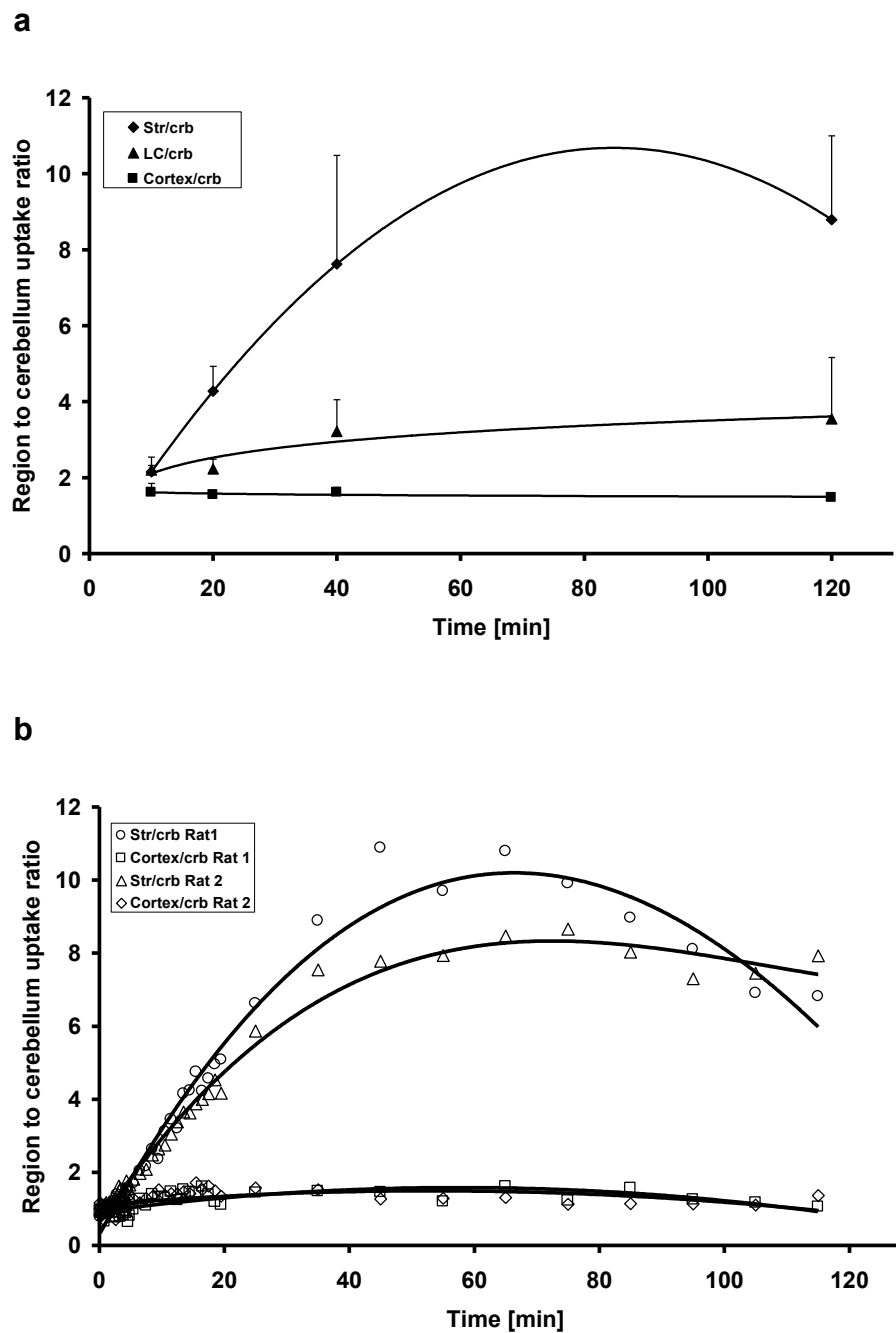 a
12
10
8
6
4
2
0
Region to cerebellum uptake ratio
Str/crb
LC/crb
Cortex/crb
0 20 40 60 80 100 120
Time [min]
b
12
10
8
6
4
2
0
Region to cerebellum uptake ratio
Str/crb Rat1
Cortex/crb Rat 1
Str/crb Rat 2
Cortex/crb Rat 2
0 20 40 60 80 100 120
Time [min]